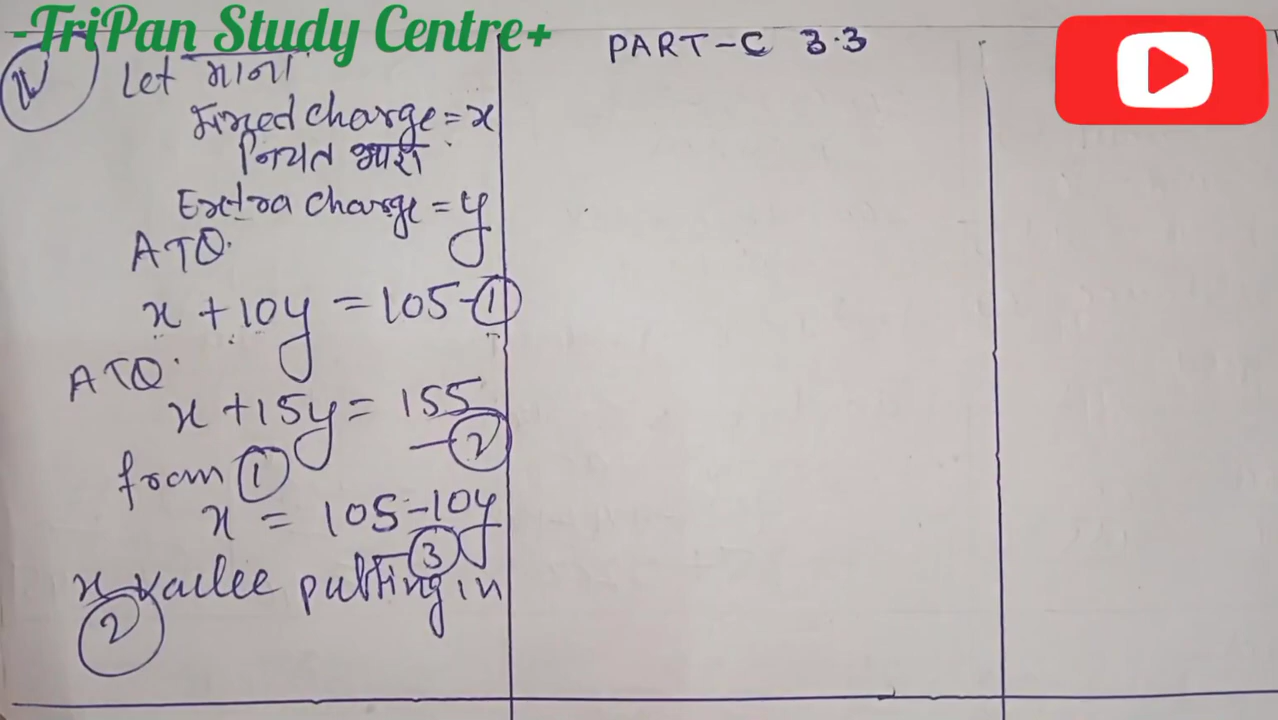 -TriPan Study Centre+
PART-C 3.3
Let माना
fixed charge = x
नियत भाड़ा
Extra charge = y
ATQ.
x + 10y = 105 - ①
ATQ.
x + 15y = 155
- ②
from ①
x = 105 - 10y
- ③
x value putting in
②